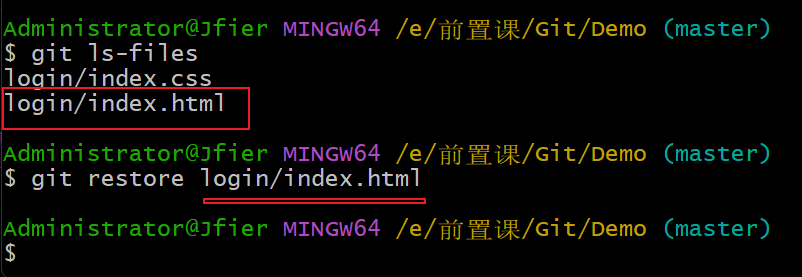 Administrator@Jfier MINGW64 /e/前置课/Git/Demo (master)
$ git ls-files
login/index.css
login/index.html
Administrator@Jfier MINGW64 /e/前置课/Git/Demo (master)
$ git restore login/index.html
Administrator@Jfier MINGW64 /e/前置课/Git/Demo (master)
$